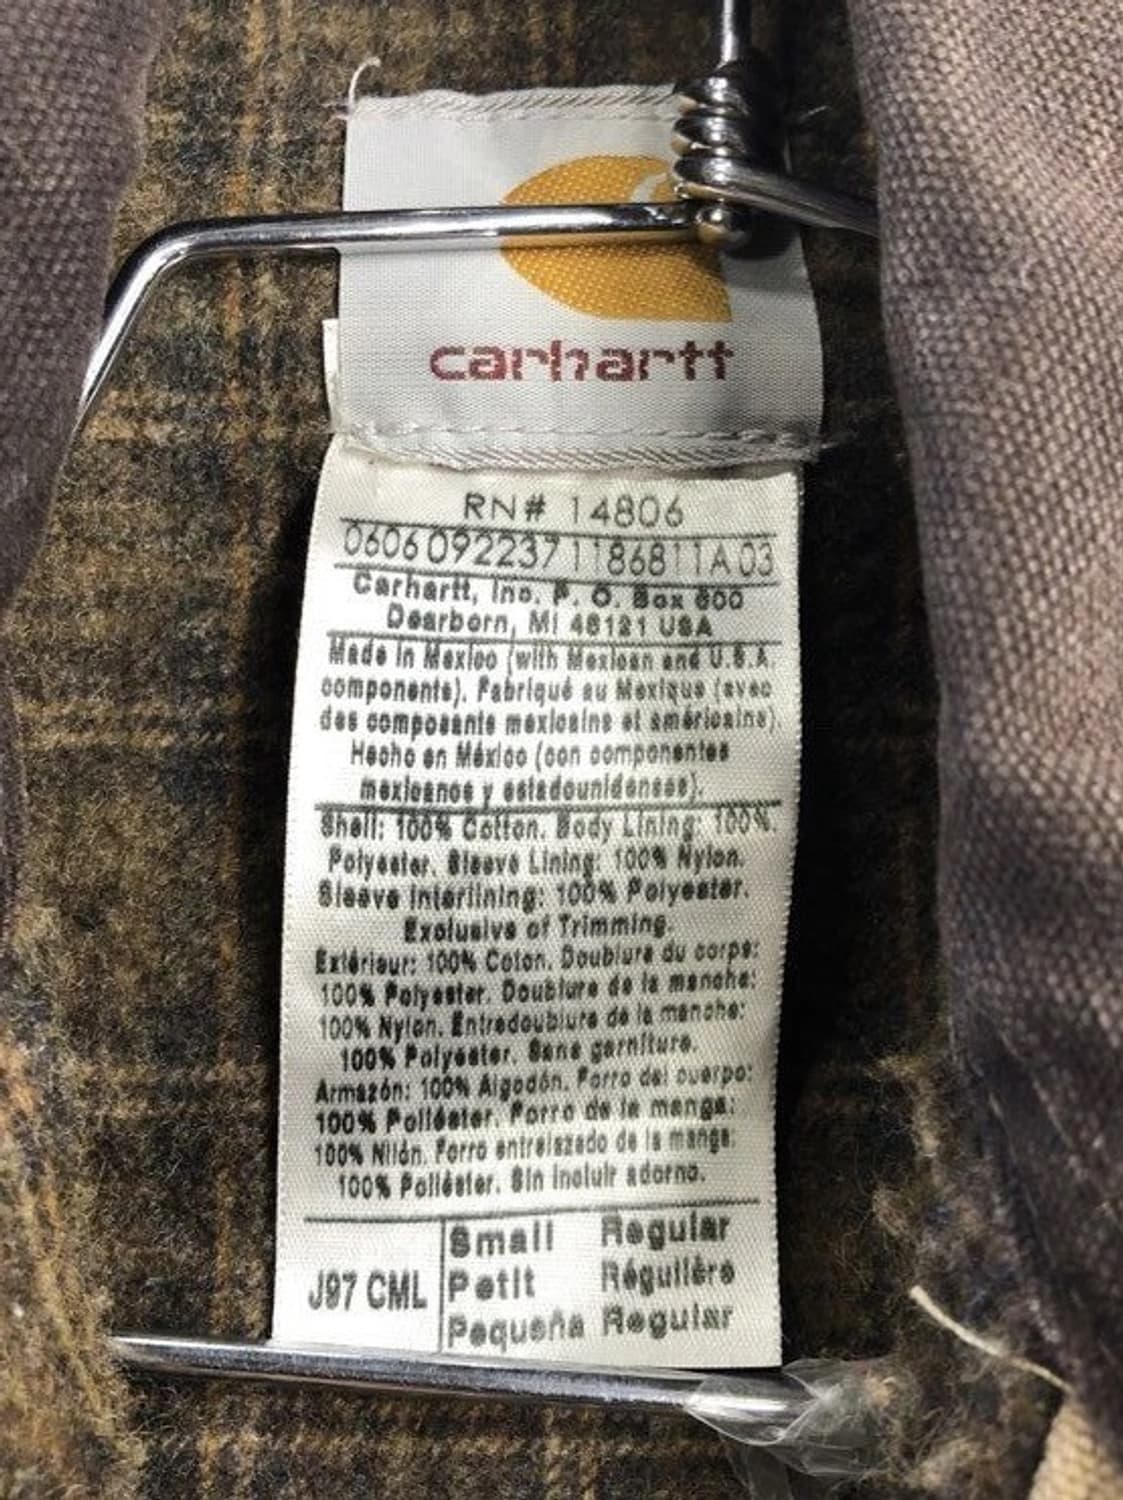 carhartt
RN# 14806
0606 092237 1186811A 03
Carhartt, Inc. P. O. Box 600
Dearborn, MI 48121 USA
Made in Mexico (with Mexican and U.S.A.
components). Fabriqué au Mexique (avec
des composants mexicains et américains).
Hecho en México (con componentes
mexicanos y estadounidenses).
Shell: 100% Cotton. Body Lining: 100%
Polyester. Sleeve Lining: 100% Nylon.
Sleeve Interlining: 100% Polyester.
Exclusive of Trimming.
Extérieur: 100% Coton. Doublure du corps:
100% Polyester. Doublure de la manche:
100% Nylon. Entredoublure de la manche:
100% Polyester. Sans garniture.
Armazón: 100% Algodón. Forro del cuerpo:
100% Poliéster. Forro de la manga:
100% Nilón. Forro entrelazado de la manga:
100% Poliéster. Sin incluir adorno.
Small Regular
J97 CML Petit Régulière
Pequeña Regular